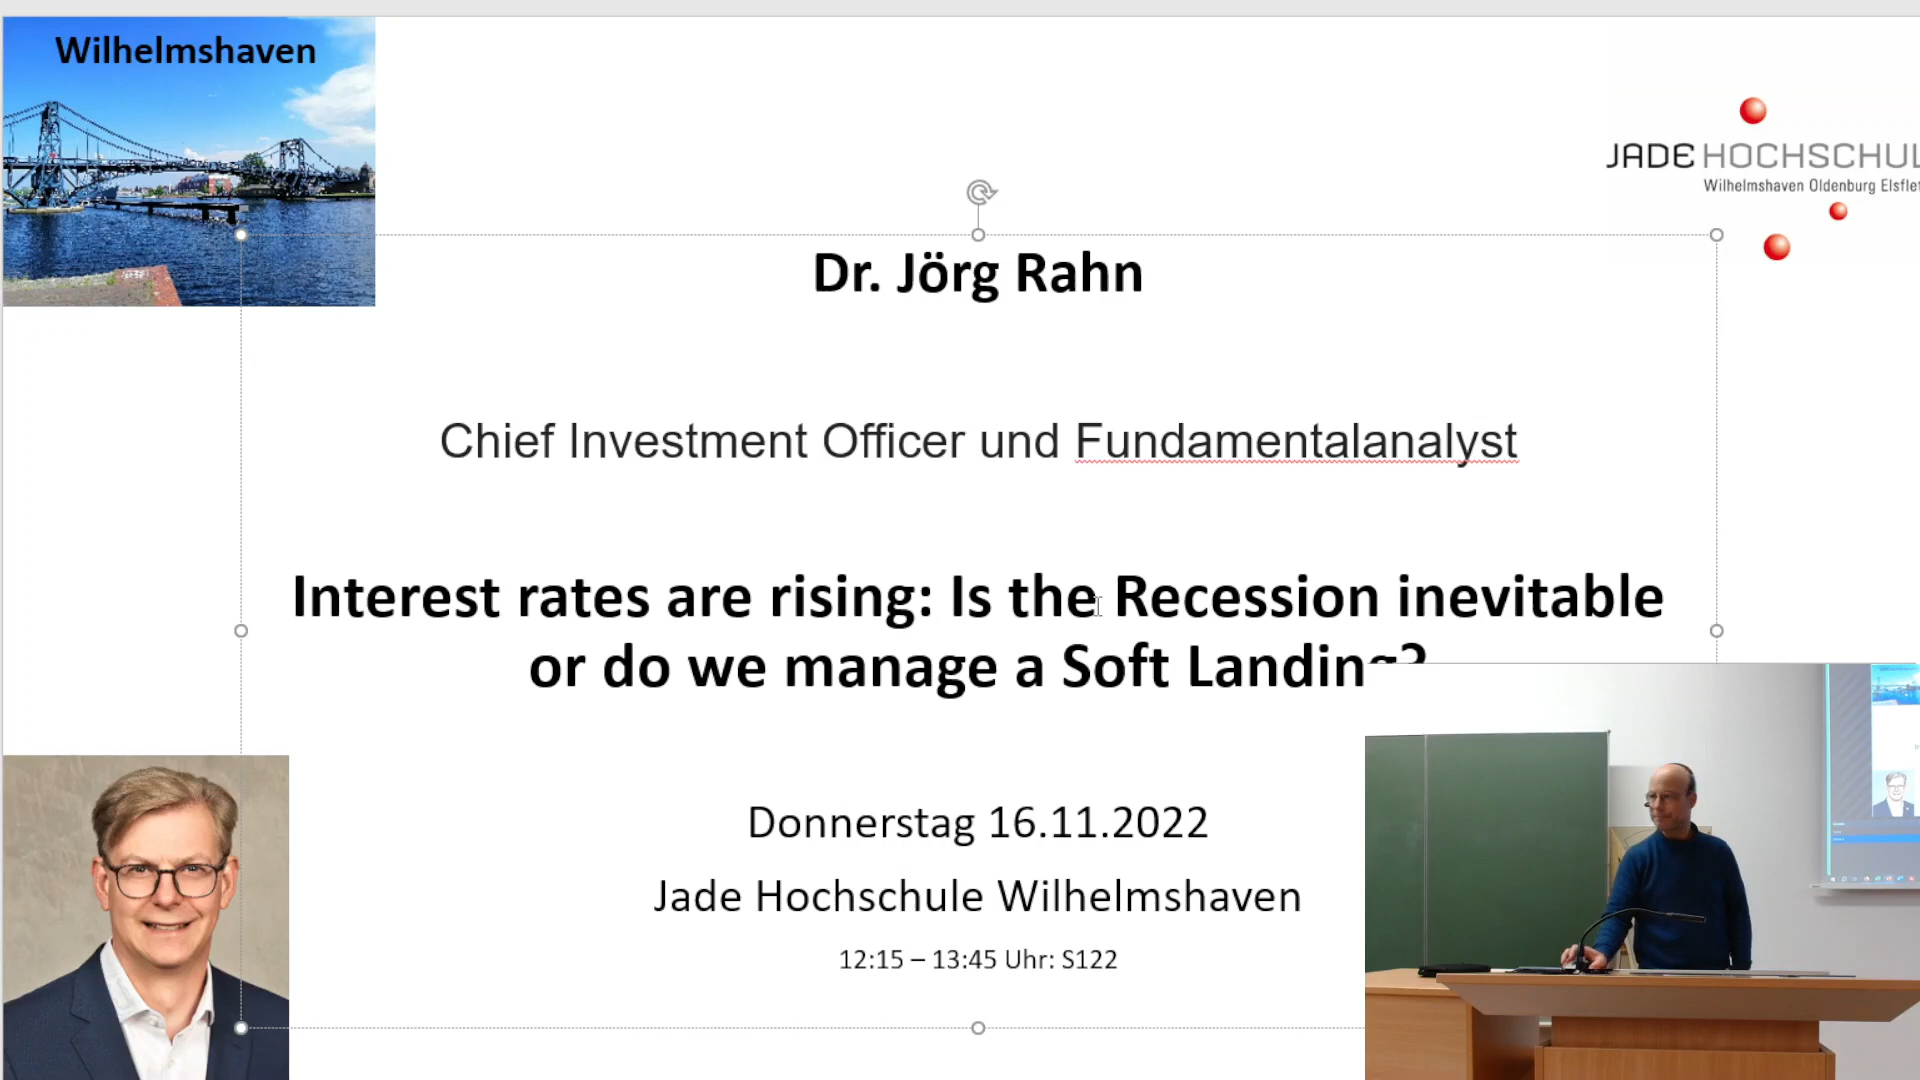 Wilhelmshaven
JADE HOCHSCHUL
Wilhelmshaven Oldenburg Elsflet
Dr. Jörg Rahn
Chief Investment Officer und Fundamentalanalyst
Interest rates are rising: Is the Recession inevitable
or do we manage a Soft Landing?
Donnerstag 16.11.2022
Jade Hochschule Wilhelmshaven
12:15 – 13:45 Uhr: S122